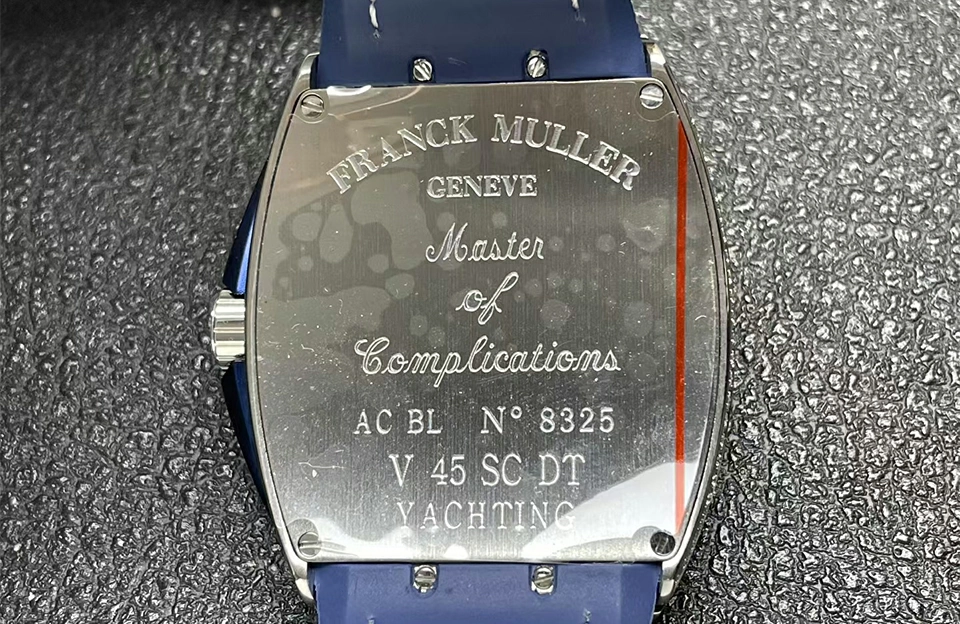 FRANCK MULLER
GENEVE
Master
of
Complications
AC BL N° 8325
V 45 SC DT
YACHTING